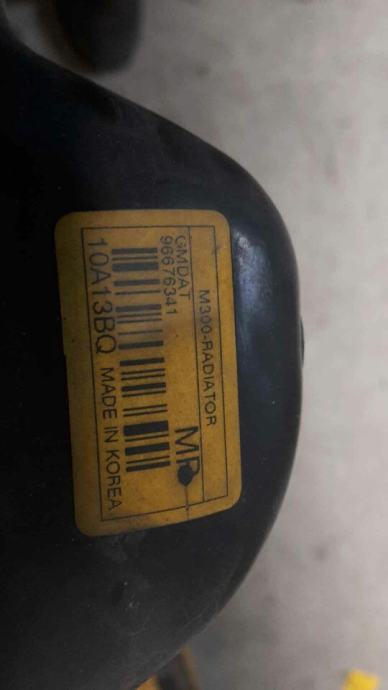 M300-RADIATOR
GMDAT
96676341
MP
10A13BQ MADE IN KOREA